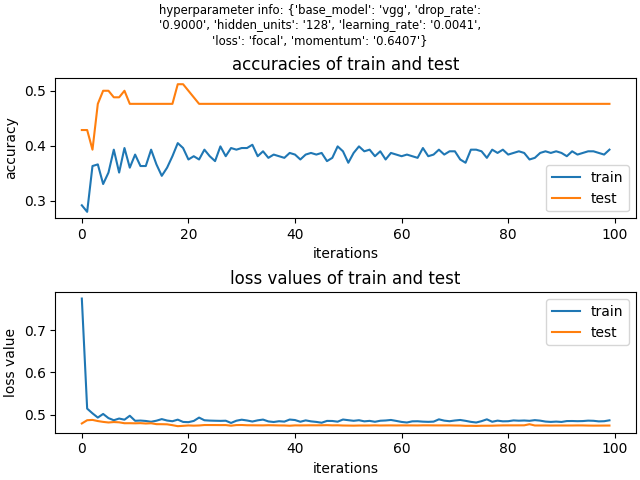 hyperparameter info: {'base_model': 'vgg', 'drop_rate':
'0.9000', 'hidden_units': '128', 'learning_rate': '0.0041',
'loss': 'focal', 'momentum': '0.6407'}
accuracies of train and test
accuracy
0.5
0.4
0.3
train
test
0 20 40 60 80 100
iterations
loss values of train and test
loss value
0.7
0.6
0.5
train
test
0 20 40 60 80 100
iterations